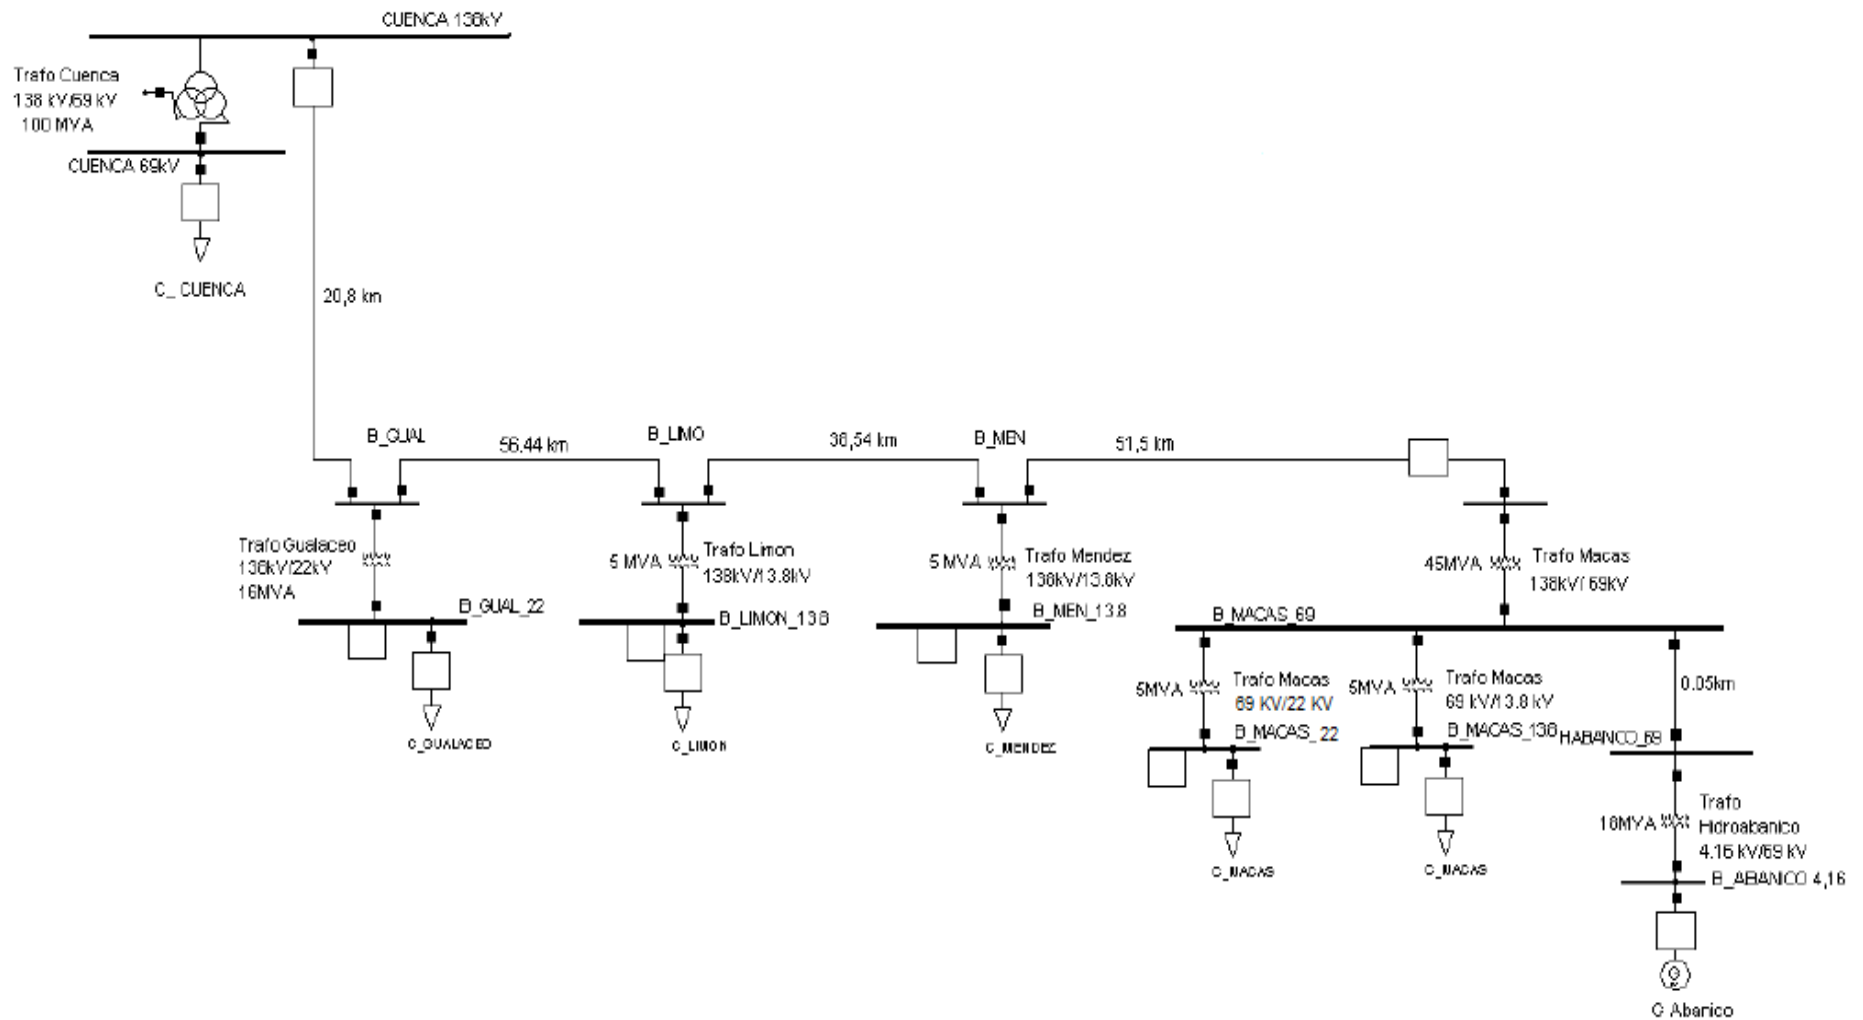 CUENCA 138kV
Trafo Cuenca
138 kV/69 kV
100 MVA
CUENCA 69kV
C_ CUENCA
20,8 km
B_GUAL
56.44 km
B_LIMO
38,54 km
B_MEN
51,5 km
Trafo Gualaceo
138kV/22kV
16MVA
B_GUAL_22
C_GUALACEO
5 MVA
Trafo Limon
138kV/13.8kV
B_LIMON_13.8
C_LIMON
5 MVA
Trafo Mendez
138kV/13.8kV
B_MEN_13.8
C_MENDEZ
45MVA
Trafo Macas
138kV/ 69kV
B_MACAS_69
5MVA
Trafo Macas
69 KV/22 KV
B_MACAS_22
C_MACAS
5MVA
Trafo Macas
69 kV/13.8 kV
B_MACAS_138
C_MACAS
0.05km
HABANCO_69
18MVA
Trafo
Hidroabanico
4.16 kV/69 kV
B_ABANICO 4,16
G
G Abanico